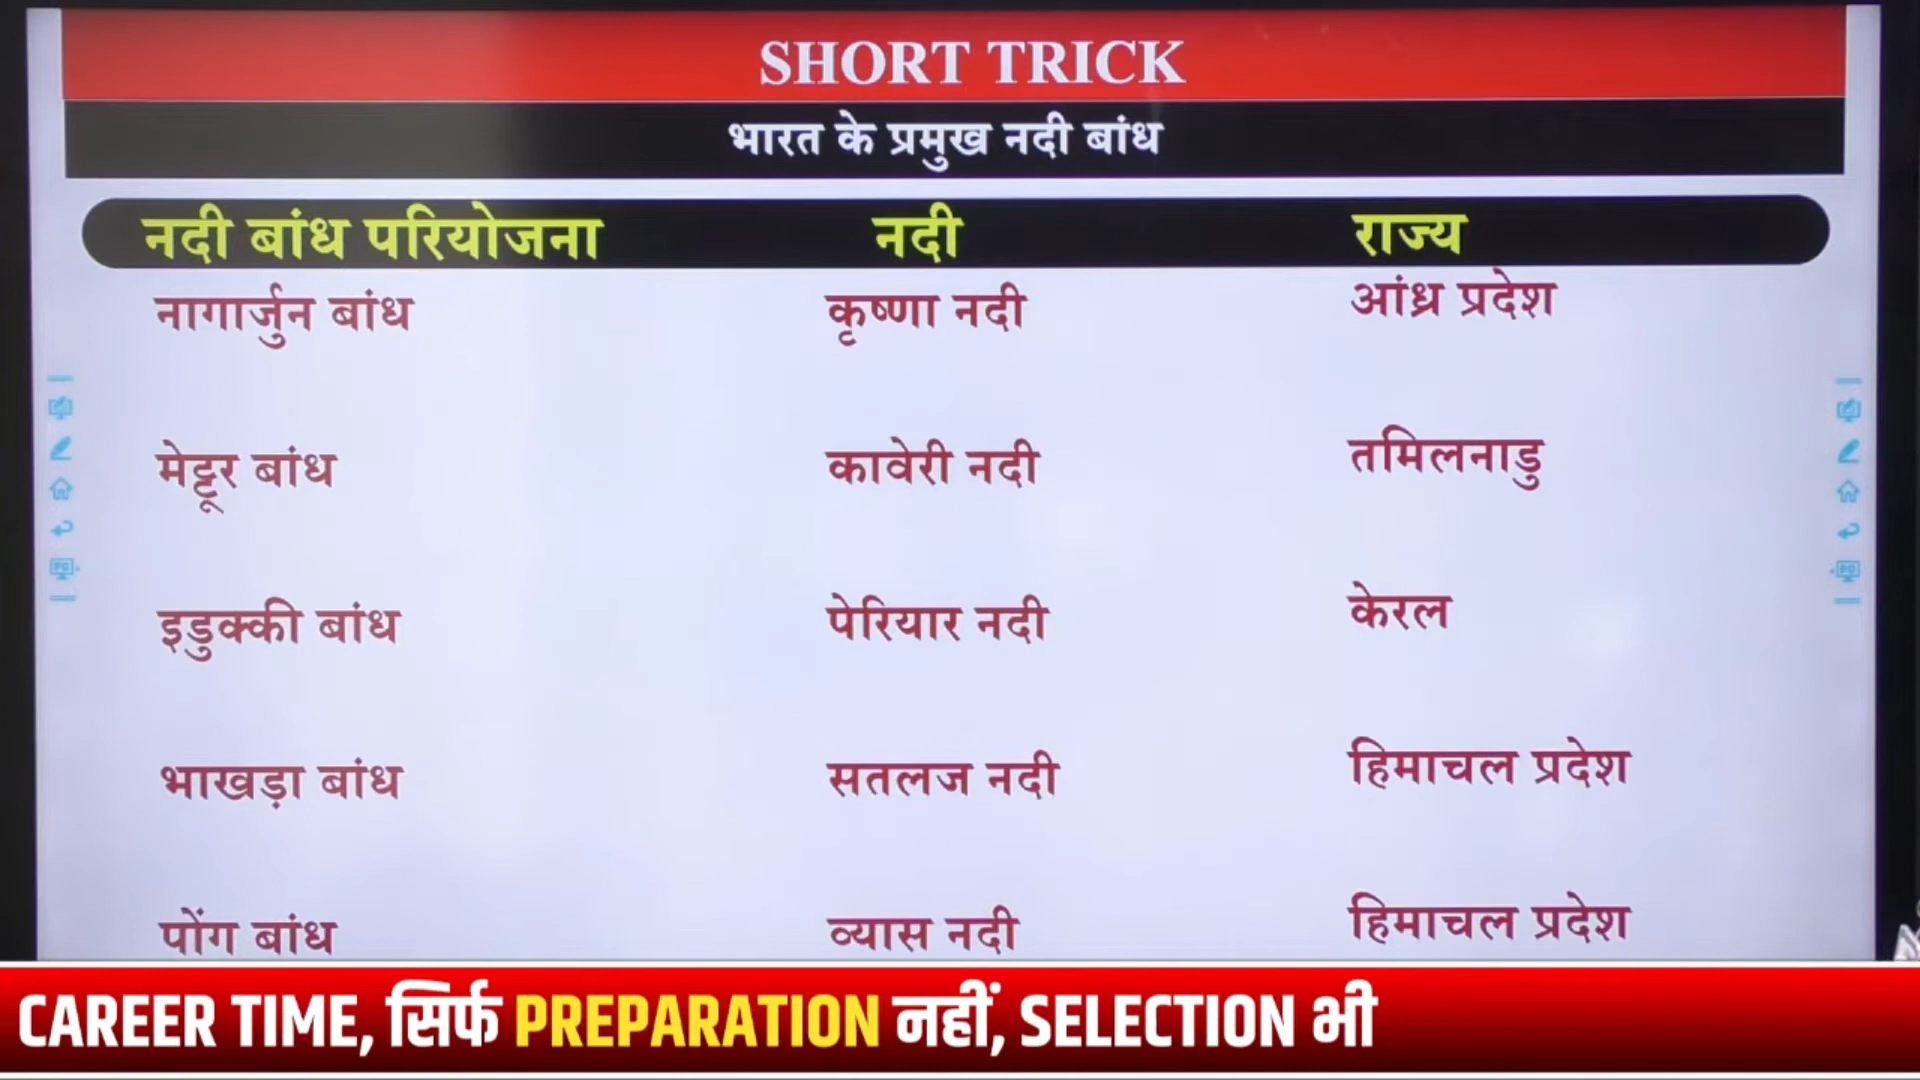 SHORT TRICK
भारत के प्रमुख नदी बांध
नदी बांध परियोजना नदी राज्य
नागार्जुन बांध कृष्णा नदी आंध्र प्रदेश
मेट्टूर बांध कावेरी नदी तमिलनाडु
इडुक्की बांध पेरियार नदी केरल
भाखड़ा बांध सतलज नदी हिमाचल प्रदेश
पोंग बांध व्यास नदी हिमाचल प्रदेश
CAREER TIME, सिर्फ PREPARATION नहीं, SELECTION भी